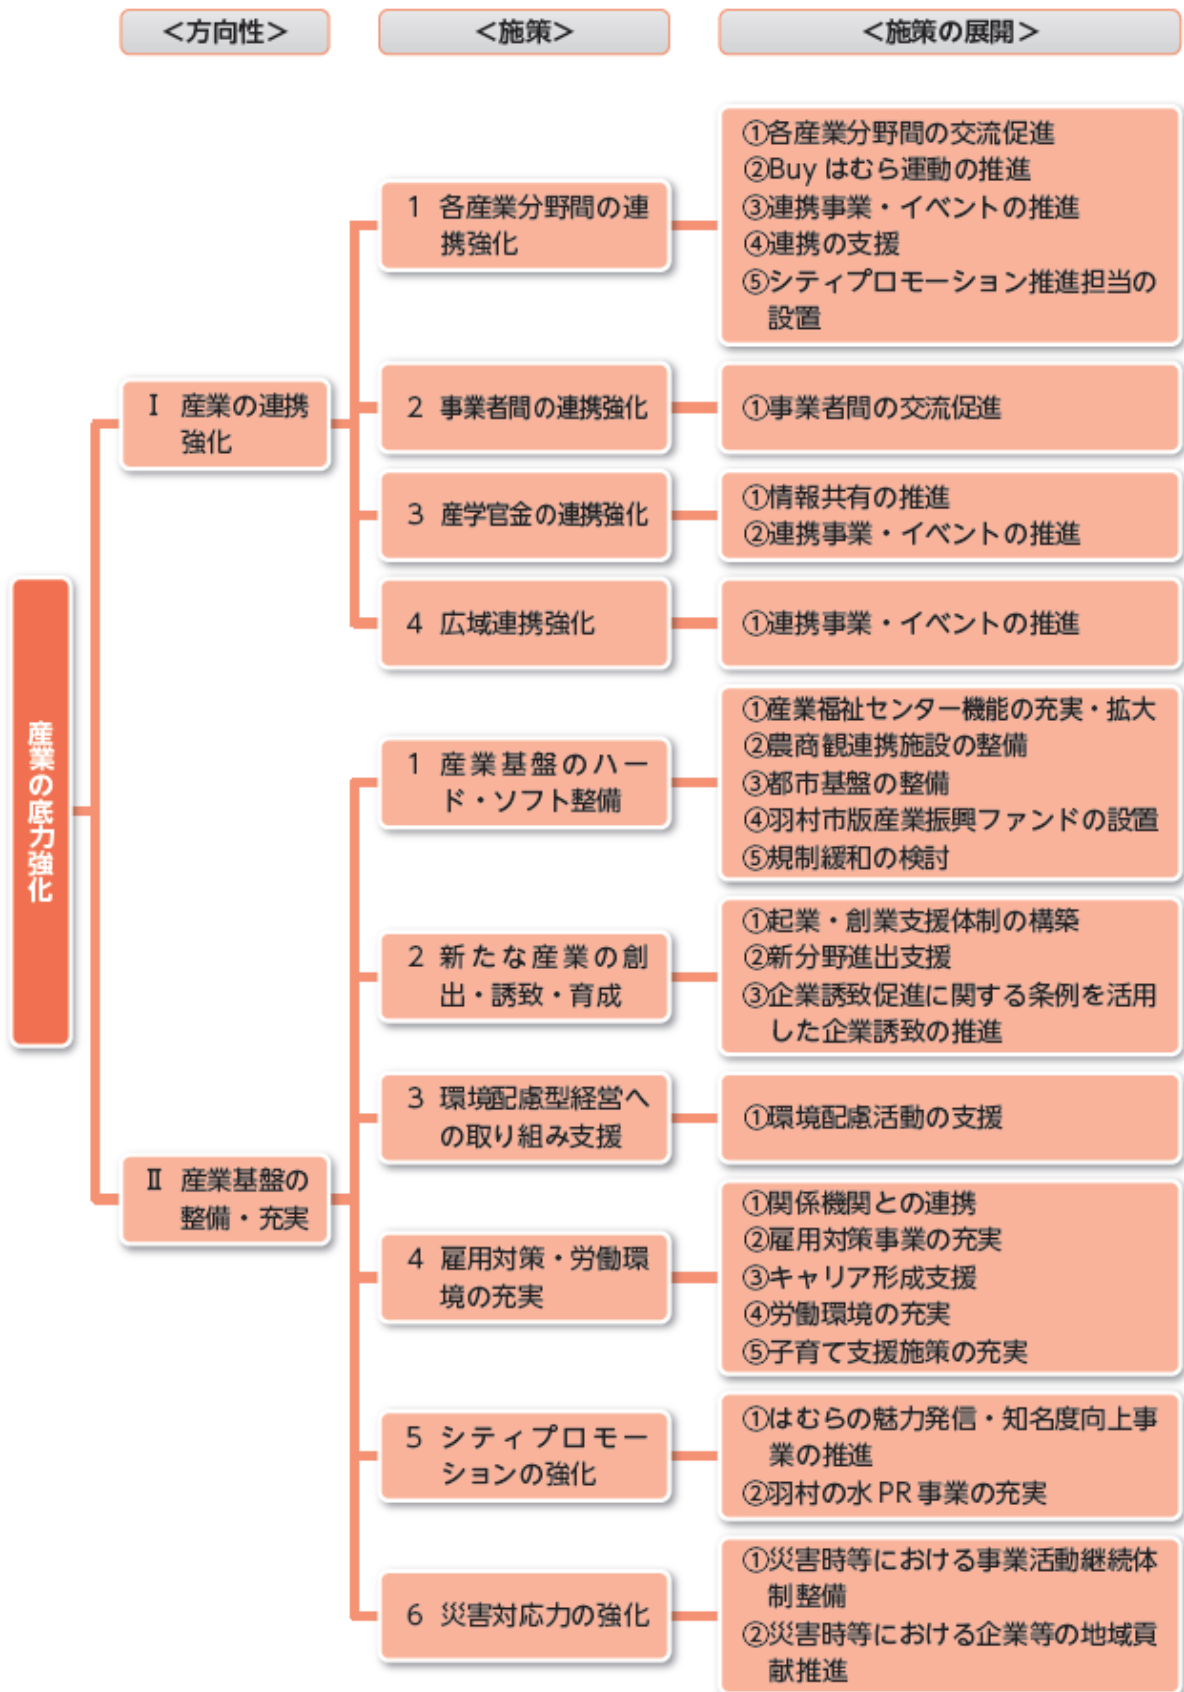 ＜方向性＞
＜施策＞
＜施策の展開＞
産業の底力強化
Ⅰ 産業の連携
強化
1 各産業分野間の連
携強化
①各産業分野間の交流促進
②Buy はむら運動の推進
③連携事業・イベントの推進
④連携の支援
⑤シティプロモーション推進担当の
設置
2 事業者間の連携強化
①事業者間の交流促進
3 産学官金の連携強化
①情報共有の推進
②連携事業・イベントの推進
4 広域連携強化
①連携事業・イベントの推進
Ⅱ 産業基盤の
整備・充実
1 産業基盤のハー
ド・ソフト整備
①産業福祉センター機能の充実・拡大
②農商観連携施設の整備
③都市基盤の整備
④羽村市版産業振興ファンドの設置
⑤規制緩和の検討
2 新たな産業の創
出・誘致・育成
①起業・創業支援体制の構築
②新分野進出支援
③企業誘致促進に関する条例を活用
した企業誘致の推進
3 環境配慮型経営へ
の取り組み支援
①環境配慮活動の支援
4 雇用対策・労働環
境の充実
①関係機関との連携
②雇用対策事業の充実
③キャリア形成支援
④労働環境の充実
⑤子育て支援施策の充実
5 シティプロモー
ションの強化
①はむらの魅力発信・知名度向上事
業の推進
②羽村の水 PR 事業の充実
6 災害対応力の強化
①災害時等における事業活動継続体
制整備
②災害時等における企業等の地域貢
献推進